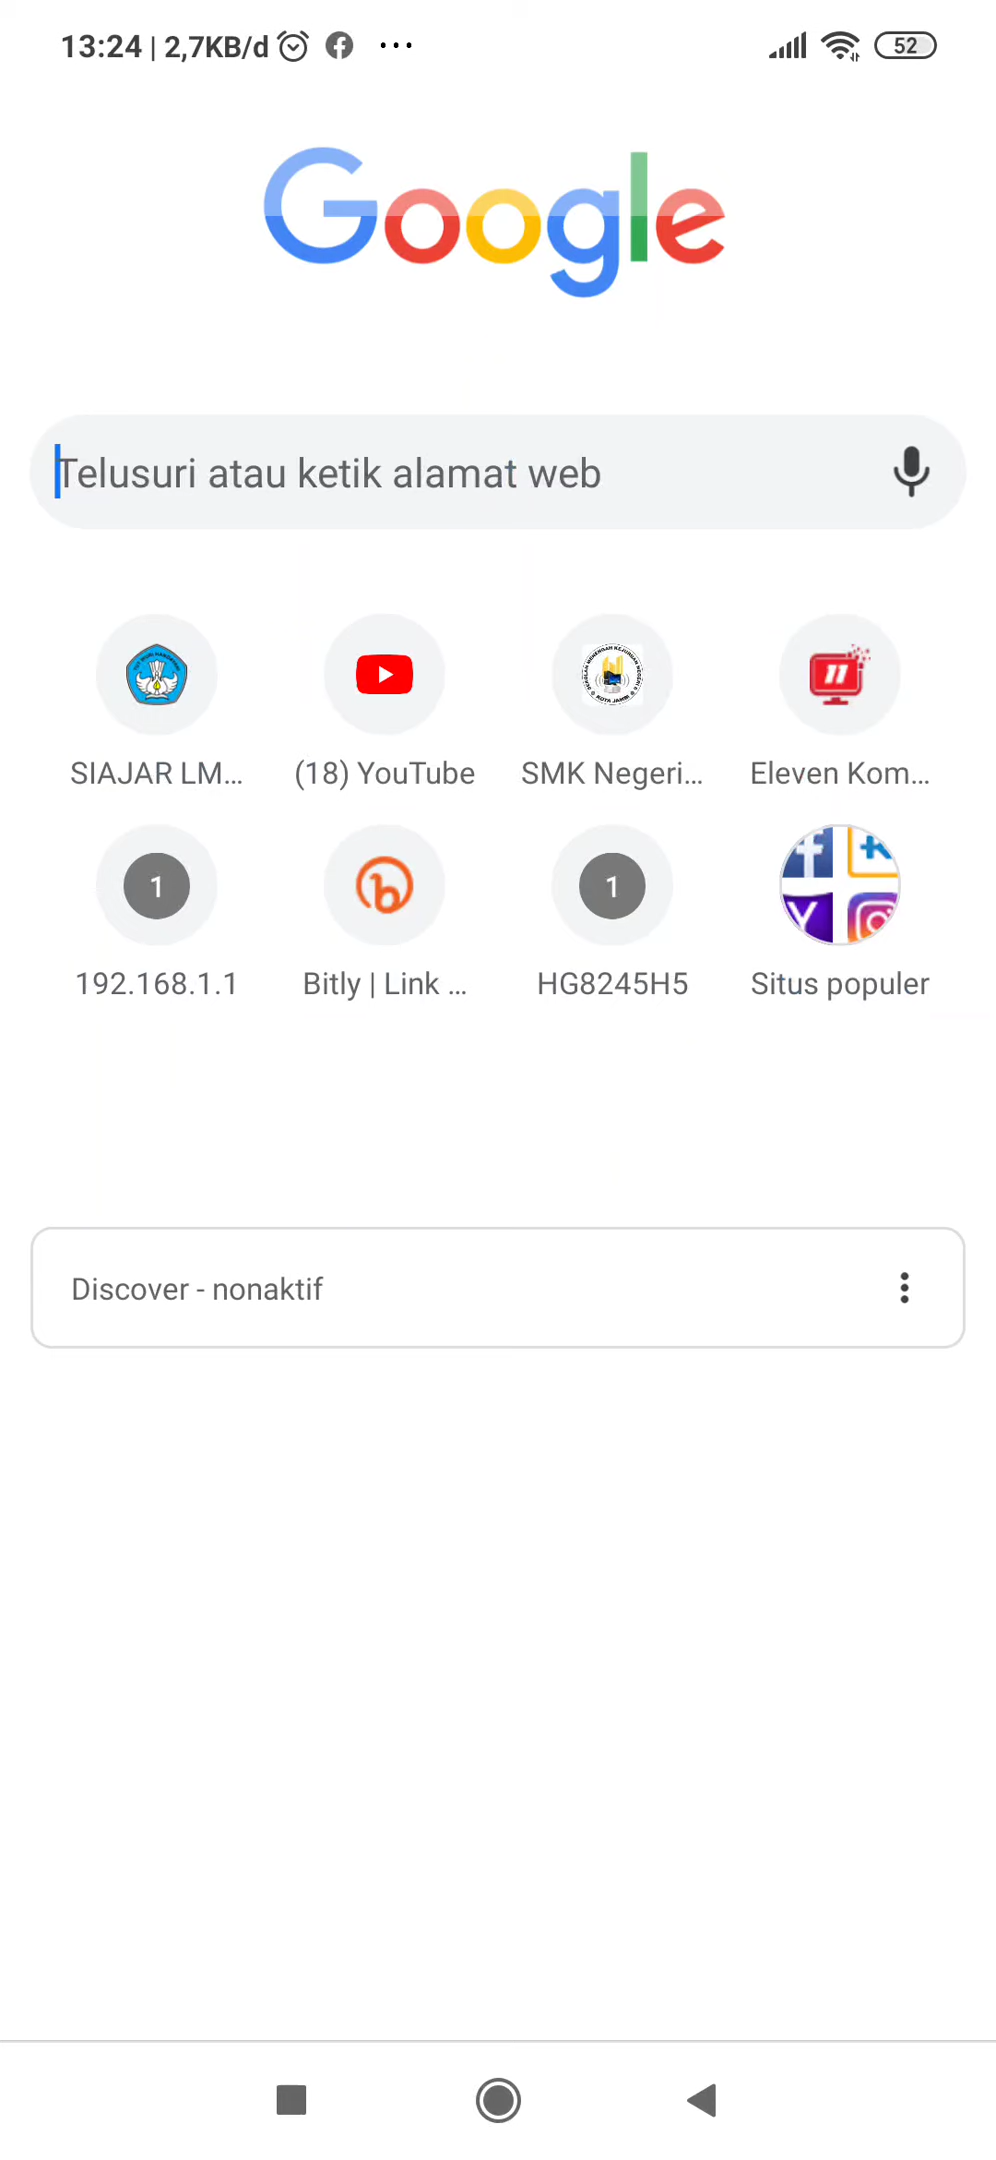 13:24 | 2,7KB/d
52
Google
Telusuri atau ketik alamat web
SIAJAR LM... (18) YouTube SMK Negeri... Eleven Kom...
1 1
192.168.1.1 Bitly | Link ... HG8245H5 Situs populer
Discover - nonaktif